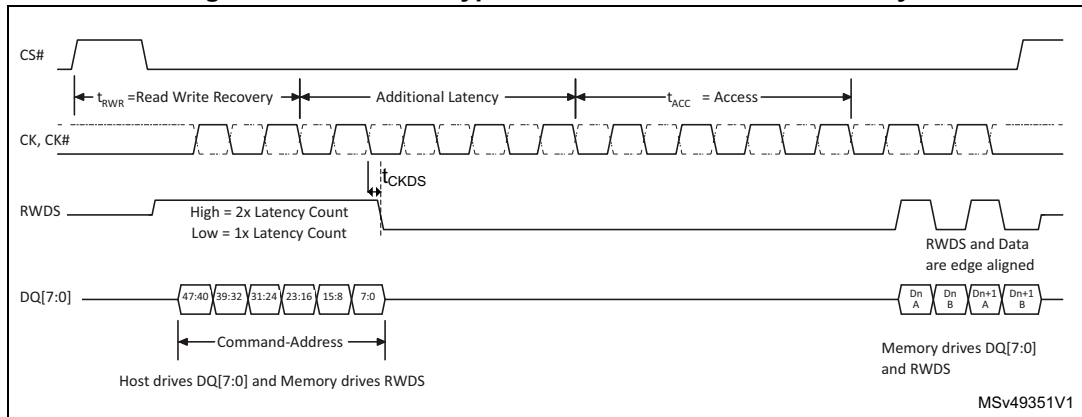 CS#
tRWR =Read Write Recovery
Additional Latency
tACC = Access
CK, CK#
tCKDS
RWDS
High = 2x Latency Count
Low = 1x Latency Count
RWDS and Data
are edge aligned
DQ[7:0]
47:40 39:32 31:24 23:16 15:8 7:0
Dn A Dn B Dn+1 A Dn+1 B
Command-Address
Memory drives DQ[7:0]
and RWDS
Host drives DQ[7:0] and Memory drives RWDS
MSv49351V1